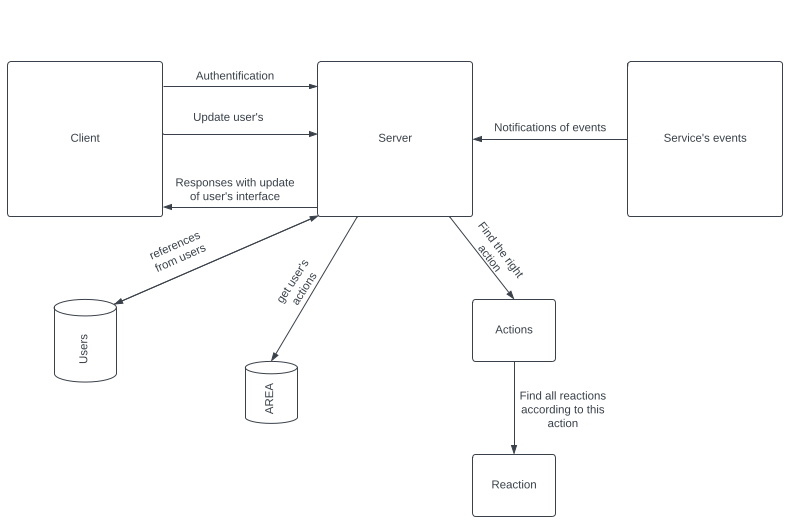 Authentification
Update user's
Client
Server
Notifications of events
Service's events
Responses with update
of user's interface
references
from users
get user's
actions
Find the right
action
Users
Actions
AREA
Find all reactions
according to this
action
Reaction